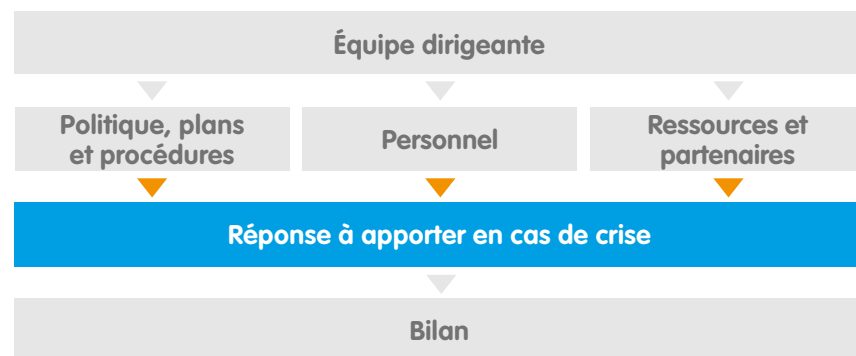 Équipe dirigeante
Politique, plans
et procédures
Personnel
Ressources et
partenaires
Réponse à apporter en cas de crise
Bilan